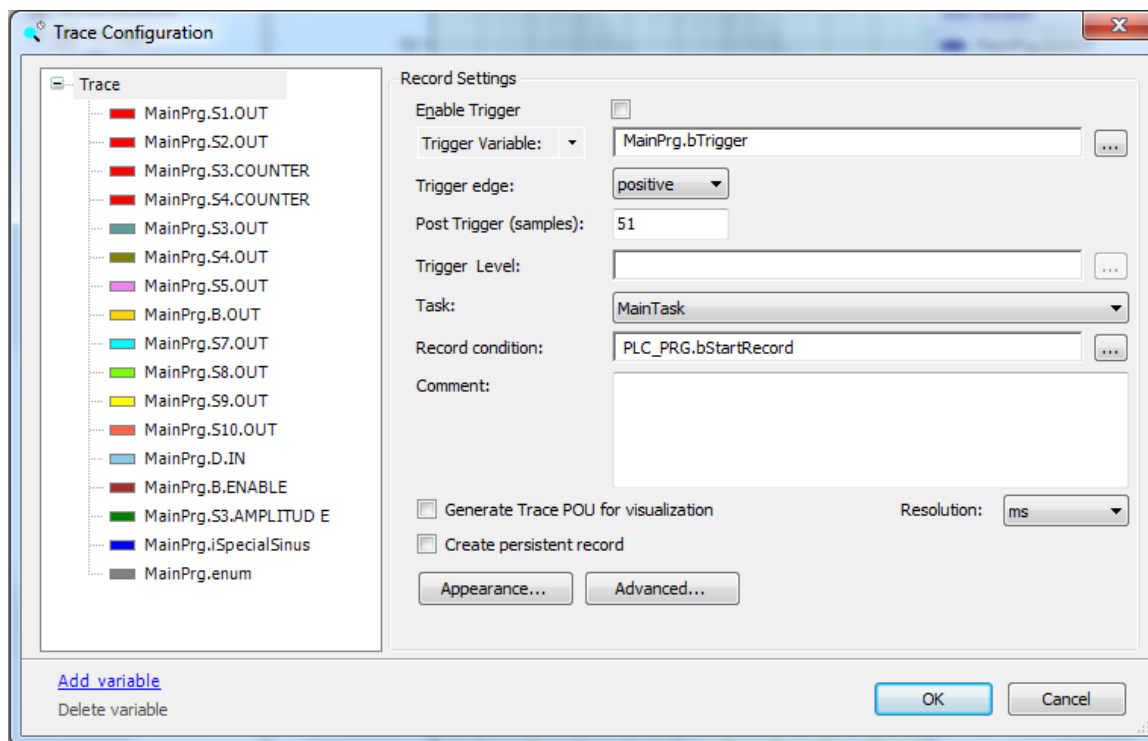 Trace Configuration
Trace
MainPrg.S1.OUT
MainPrg.S2.OUT
MainPrg.S3.COUNTER
MainPrg.S4.COUNTER
MainPrg.S3.OUT
MainPrg.S4.OUT
MainPrg.S5.OUT
MainPrg.B.OUT
MainPrg.S7.OUT
MainPrg.S8.OUT
MainPrg.S9.OUT
MainPrg.S10.OUT
MainPrg.D.IN
MainPrg.B.ENABLE
MainPrg.S3.AMPLITUD E
MainPrg.iSpecialSinus
MainPrg.enum
Add variable
Delete variable
Record Settings
Enable Trigger
Trigger Variable: MainPrg.bTrigger ...
Trigger edge: positive
Post Trigger (samples): 51
Trigger Level: ...
Task: MainTask
Record condition: PLC_PRG.bStartRecord ...
Comment:
Generate Trace POU for visualization Resolution: ms
Create persistent record
Appearance... Advanced...
OK Cancel